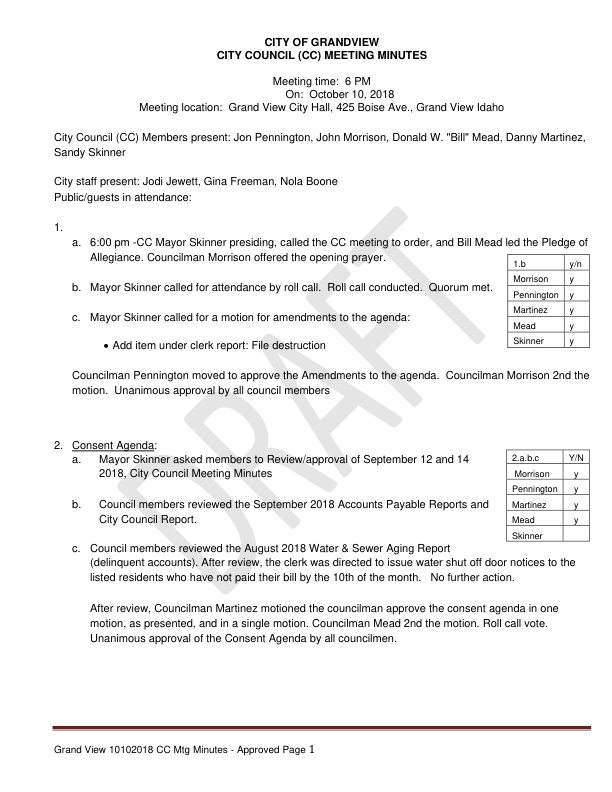 CITY OF GRANDVIEW
CITY COUNCIL (CC) MEETING MINUTES
Meeting time: 6 PM
On: October 10, 2018
Meeting location: Grand View City Hall, 425 Boise Ave., Grand View Idaho
City Council (CC) Members present: Jon Pennington, John Morrison, Donald W. "Bill" Mead, Danny Martinez,
Sandy Skinner
City staff present: Jodi Jewett, Gina Freeman, Nola Boone
Public/guests in attendance:
1.
a. 6:00 pm -CC Mayor Skinner presiding, called the CC meeting to order, and Bill Mead led the Pledge of
Allegiance. Councilman Morrison offered the opening prayer.
b. Mayor Skinner called for attendance by roll call. Roll call conducted. Quorum met.
c. Mayor Skinner called for a motion for amendments to the agenda:
• Add item under clerk report: File destruction
1.b y/n
Morrison y
Pennington y
Martinez y
Mead y
Skinner y
Councilman Pennington moved to approve the Amendments to the agenda. Councilman Morrison 2nd the
motion. Unanimous approval by all council members
2. Consent Agenda:
a. Mayor Skinner asked members to Review/approval of September 12 and 14
2018, City Council Meeting Minutes
b. Council members reviewed the September 2018 Accounts Payable Reports and
City Council Report.
2.a.b.c Y/N
Morrison y
Pennington y
Martinez y
Mead y
Skinner
c. Council members reviewed the August 2018 Water & Sewer Aging Report
(delinquent accounts). After review, the clerk was directed to issue water shut off door notices to the
listed residents who have not paid their bill by the 10th of the month. No further action.
After review, Councilman Martinez motioned the councilman approve the consent agenda in one
motion, as presented, and in a single motion. Councilman Mead 2nd the motion. Roll call vote.
Unanimous approval of the Consent Agenda by all councilmen.
DRAFT
Grand View 10102018 CC Mtg Minutes - Approved Page 1